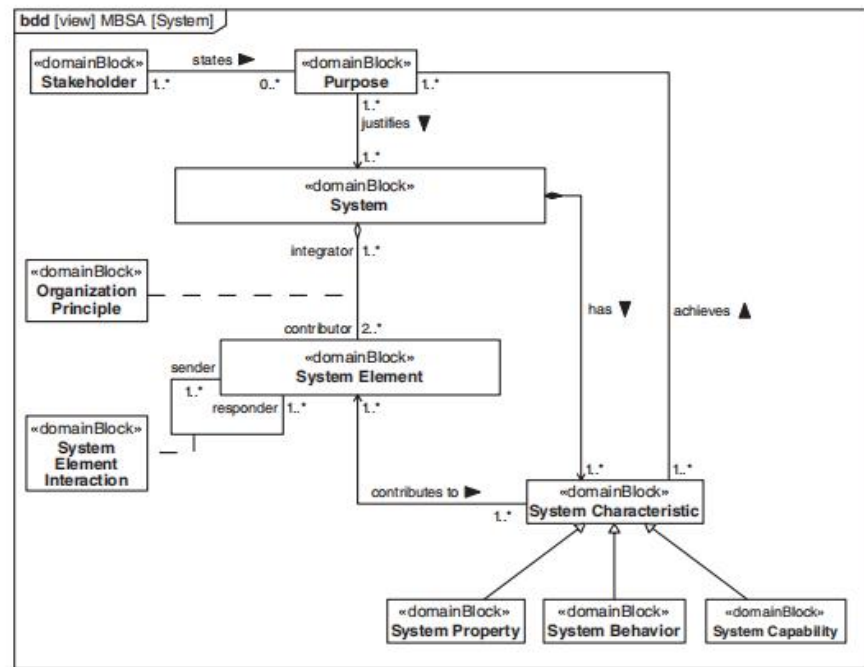 bdd [view] MBSA [System]
«domainBlock»
Stakeholder
states ▶
1..*
0..*
«domainBlock»
Purpose
1..*
1..*
justifies ▼
1..*
«domainBlock»
System
integrator
1..*
«domainBlock»
Organization
Principle
has ▼
achieves ▲
contributor
2..*
«domainBlock»
System Element
sender
1..*
responder
1..*
1..*
«domainBlock»
System
Element
Interaction
contributes to ▶
1..*
1..*
1..*
«domainBlock»
System Characteristic
«domainBlock»
System Property
«domainBlock»
System Behavior
«domainBlock»
System Capability